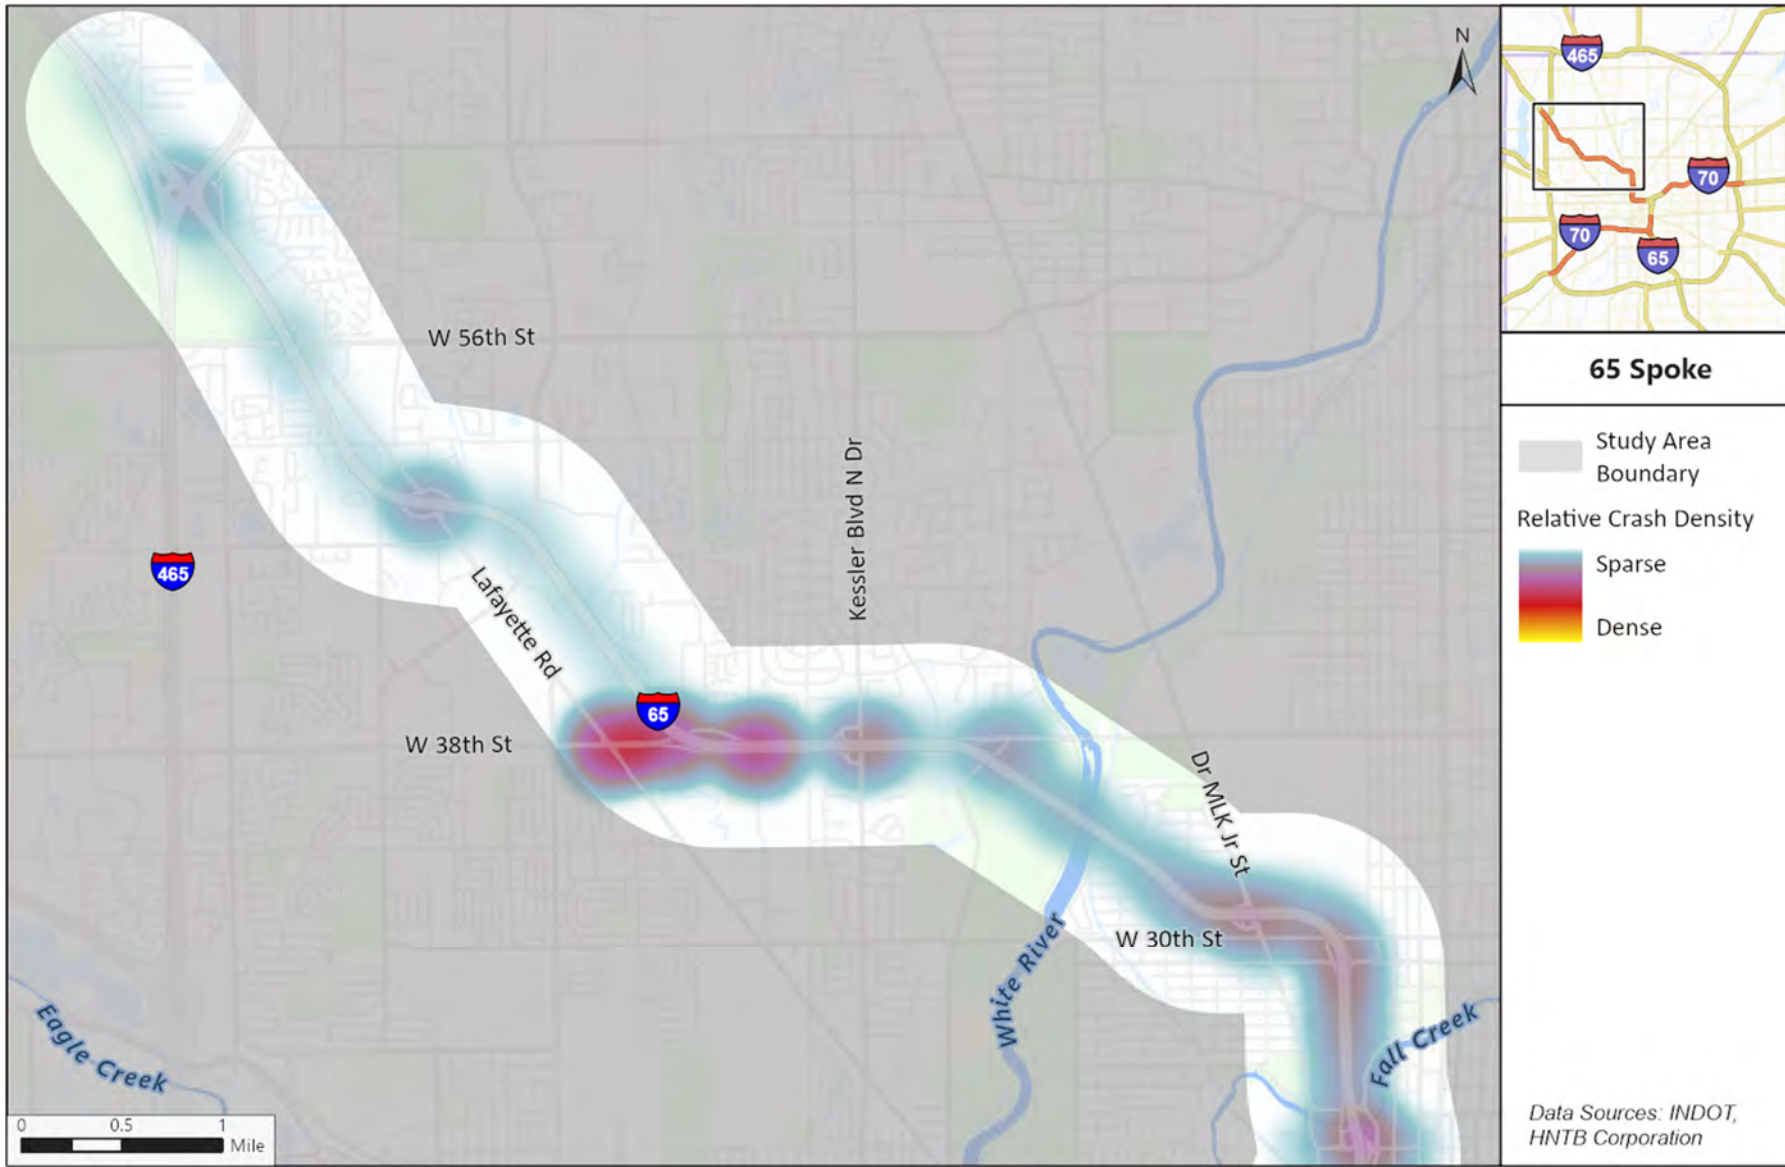 N
W 56th St
Kessler Blvd N Dr
465
Lafayette Rd
65
W 38th St
Dr MLK Jr St
W 30th St
White River
Fall Creek
Eagle Creek
0 0.5 1
Mile
465
70
70
65
65 Spoke
Study Area
Boundary
Relative Crash Density
Sparse
Dense
Data Sources: INDOT,
HNTB Corporation